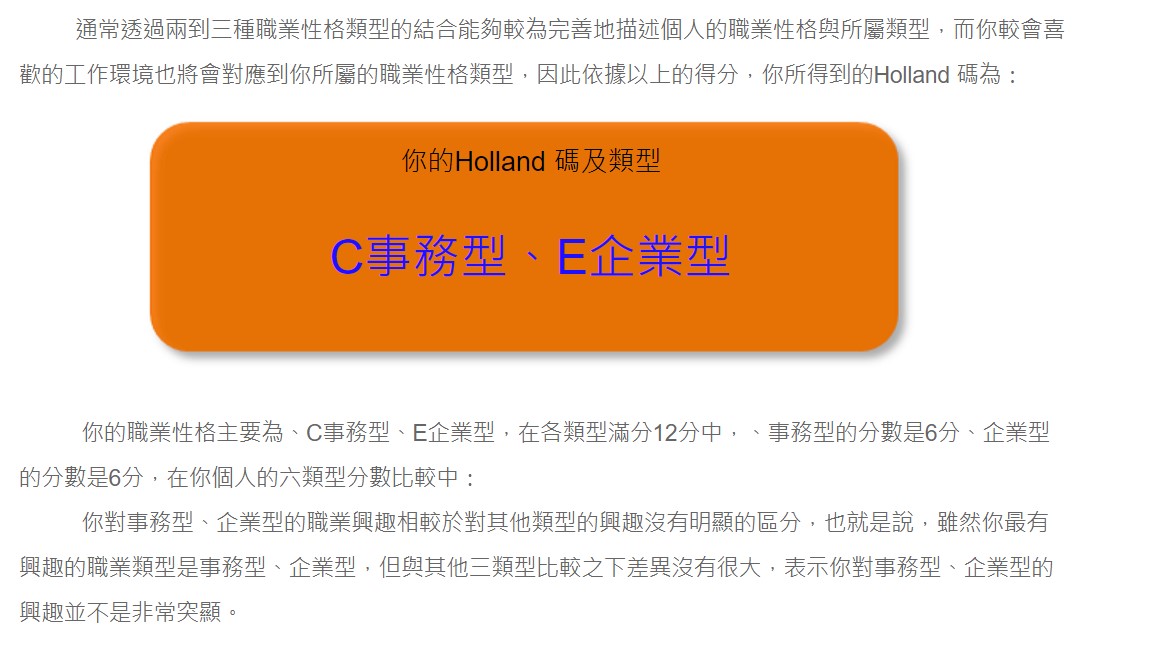 通常透過兩到三種職業性格類型的結合能夠較為完善地描述個人的職業性格與所屬類型，而你較會喜
歡的工作環境也將會對應到你所屬的職業性格類型，因此依據以上的得分，你所得到的Holland 碼為：
你的Holland 碼及類型
C事務型、E企業型
你的職業性格主要為、C事務型、E企業型，在各類型滿分12分中，、事務型的分數是6分、企業型
的分數是6分，在你個人的六類型分數比較中：
你對事務型、企業型的職業興趣相較於對其他類型的興趣沒有明顯的區分，也就是說，雖然你最有
興趣的職業類型是事務型、企業型，但與其他三類型比較之下差異沒有很大，表示你對事務型、企業型的
興趣並不是非常突顯。